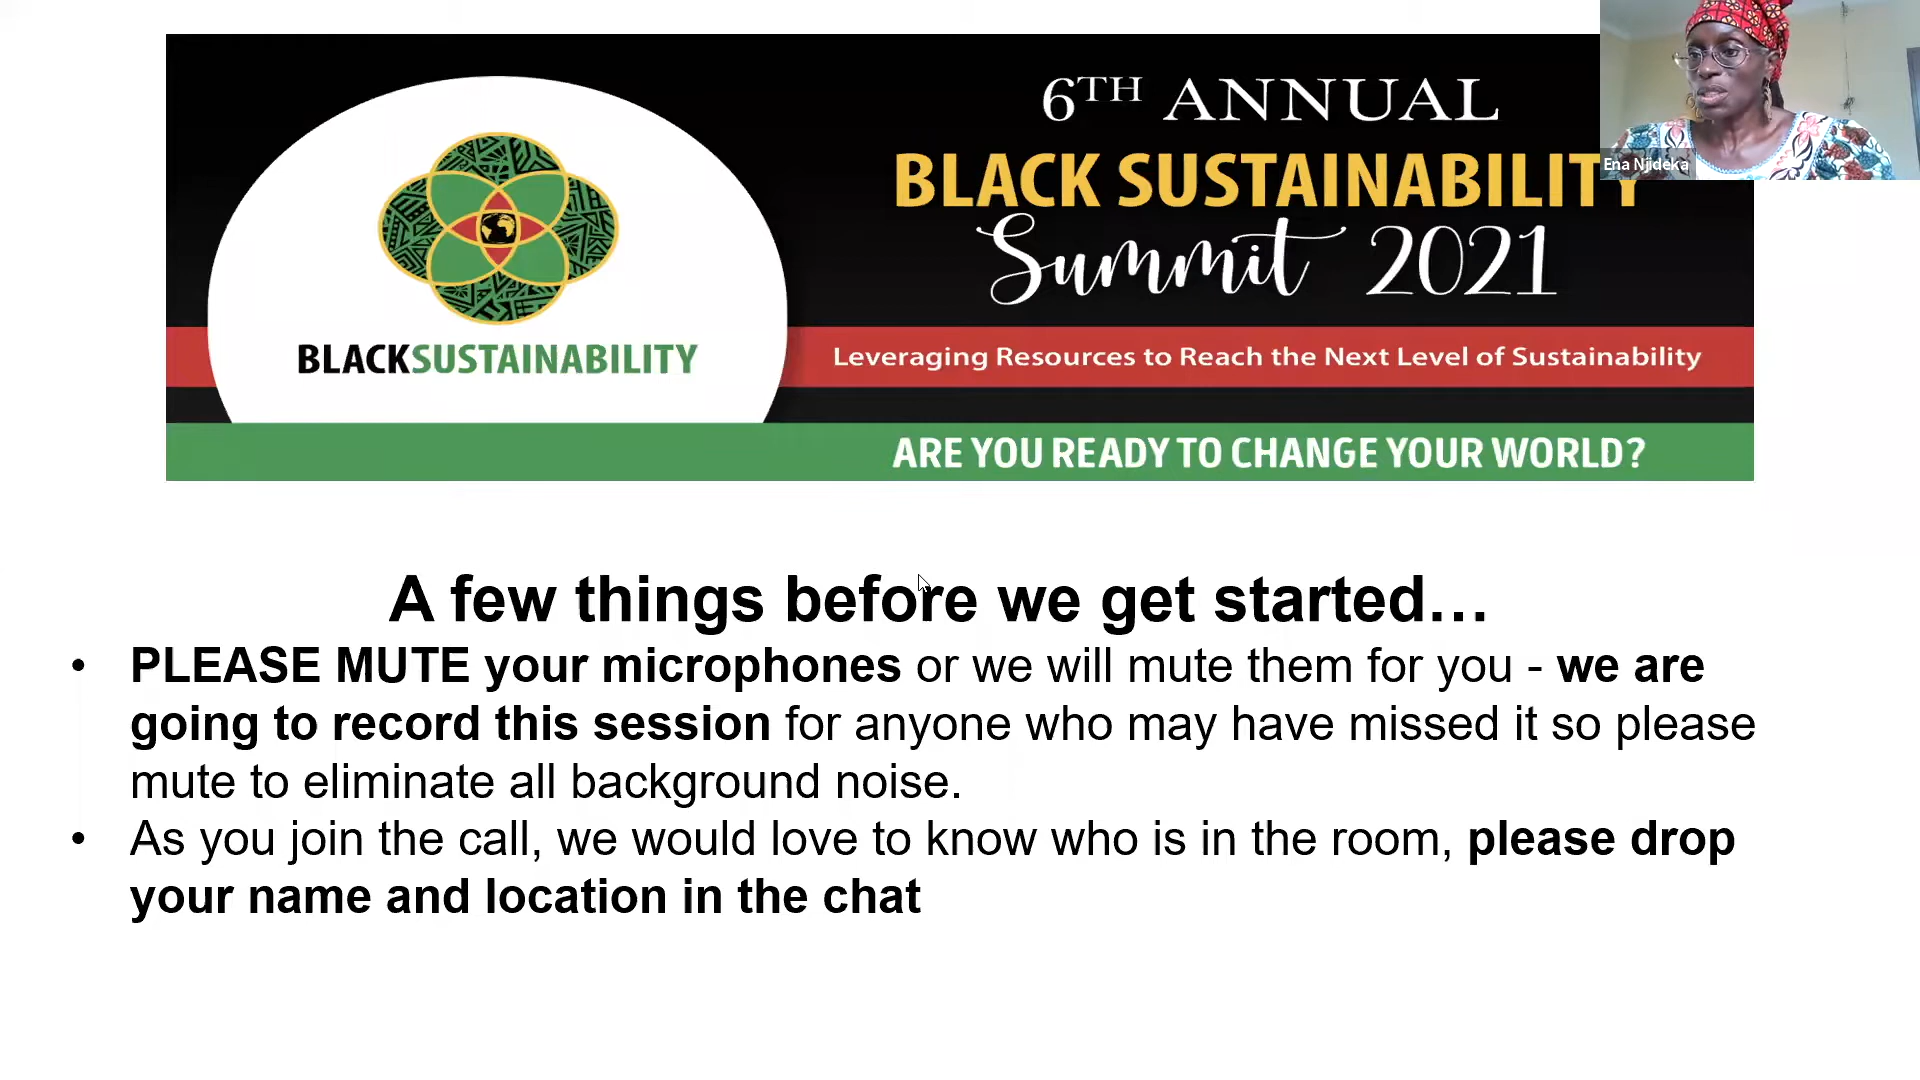 6TH ANNUAL
BLACK SUSTAINABILITY
Summit 2021
BLACKSUSTAINABILITY
Leveraging Resources to Reach the Next Level of Sustainability
ARE YOU READY TO CHANGE YOUR WORLD?
Ena Njideka
A few things before we get started…
• PLEASE MUTE your microphones or we will mute them for you - we are
going to record this session for anyone who may have missed it so please
mute to eliminate all background noise.
• As you join the call, we would love to know who is in the room, please drop
your name and location in the chat